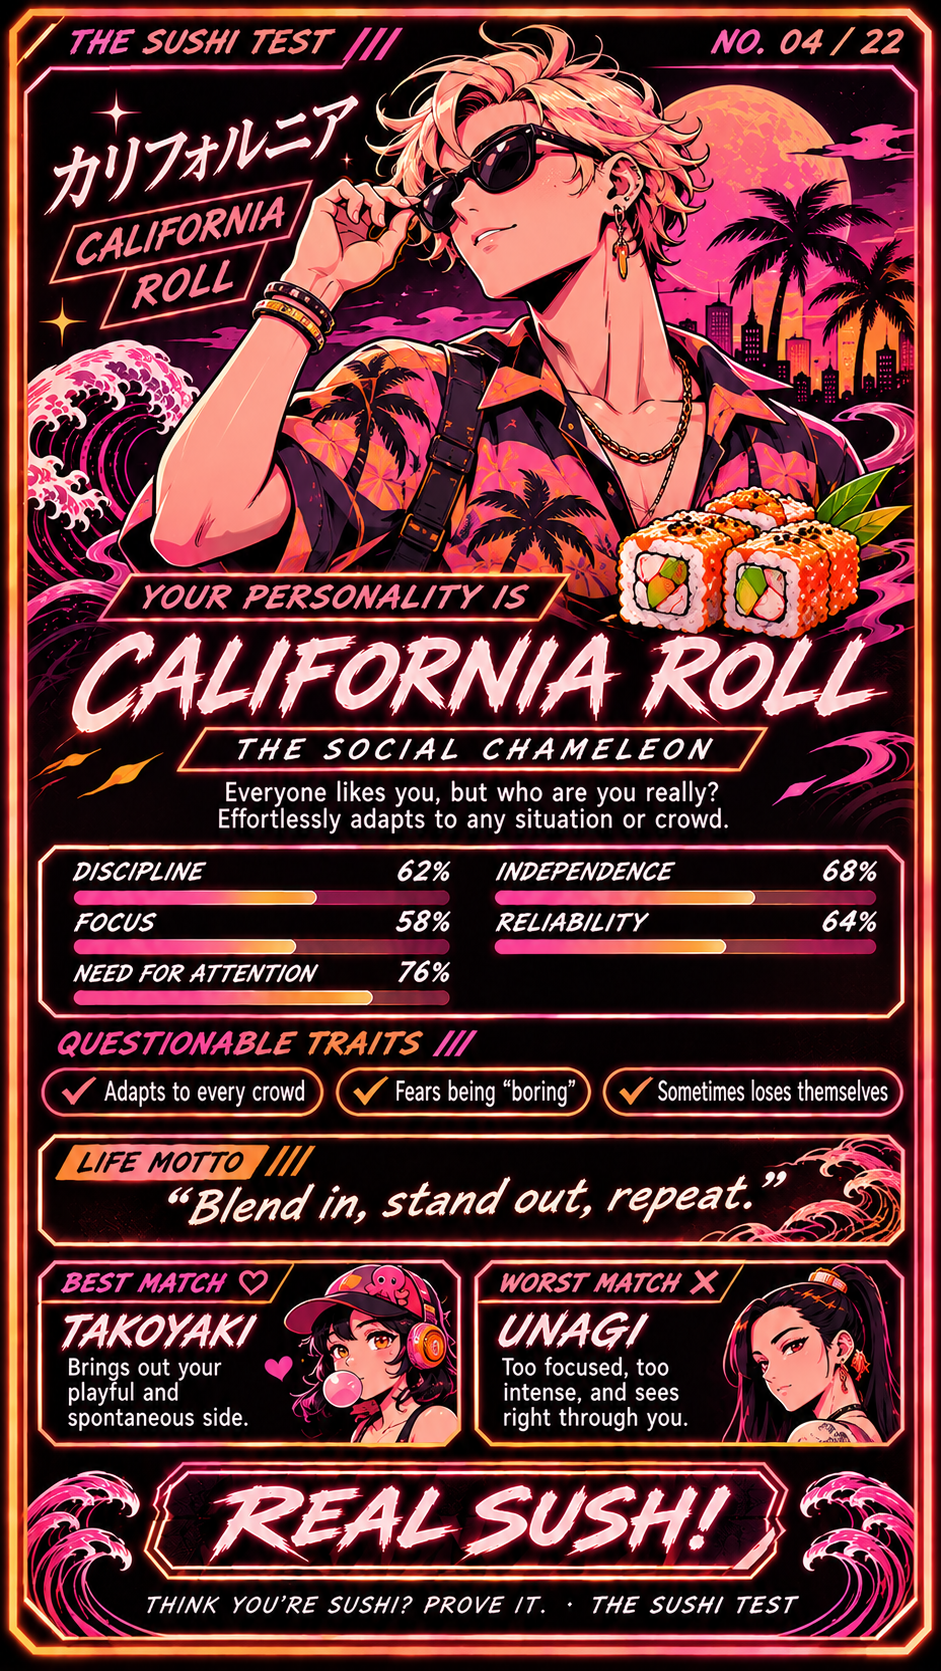 THE SUSHI TEST ///
NO. 04 / 22
カリフォルニア
CALIFORNIA
ROLL
YOUR PERSONALITY IS
CALIFORNIA ROLL
THE SOCIAL CHAMELEON
Everyone likes you, but who are you really?
Effortlessly adapts to any situation or crowd.
DISCIPLINE 62%
INDEPENDENCE 68%
FOCUS 58%
RELIABILITY 64%
NEED FOR ATTENTION 76%
QUESTIONABLE TRAITS ///
Adapts to every crowd
Fears being “boring”
Sometimes loses themselves
LIFE MOTTO ///
“Blend in, stand out, repeat.”
BEST MATCH
TAKOYAKI
Brings out your
playful and
spontaneous side.
WORST MATCH
UNAGI
Too focused, too
intense, and sees
right through you.
REAL SUSH!
THINK YOU'RE SUSHI? PROVE IT. · THE SUSHI TEST